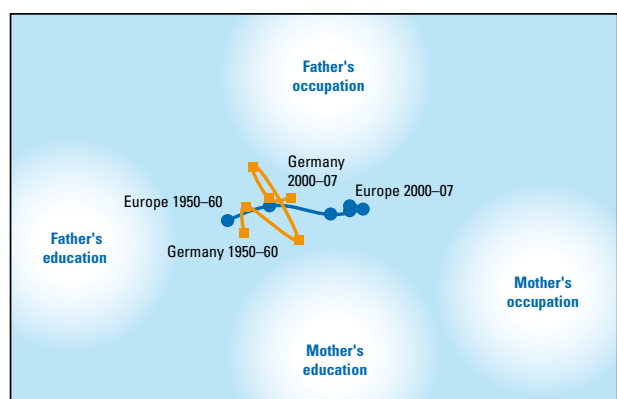 Father's
occupation
Germany
2000–07
Europe 1950–60
Europe 2000–07
Father's
education
Germany 1950–60
Mother's
occupation
Mother's
education